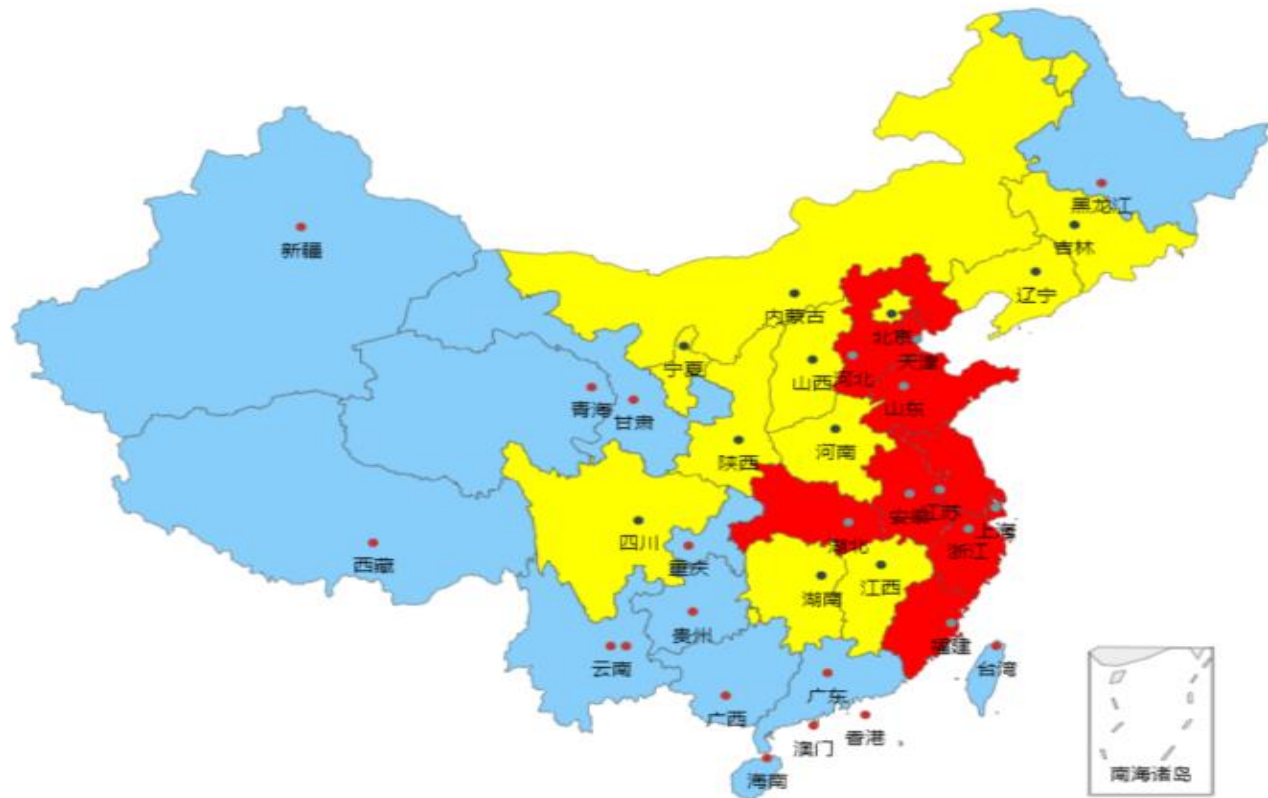 黑龙江
吉林
新疆
辽宁
内蒙古
北京
宁夏
天津
山西
河北
青海
甘肃
山东
河南
陕西
安徽
江苏
上海
四川
湖北
浙江
西藏
重庆
湖南
江西
贵州
福建
云南
台湾
广东
广西
香港
澳门
海南
南海诸岛